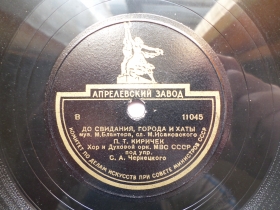 АПРЕЛЕВСКИЙ ЗАВОД
В 11045
ДО СВИДАНИЯ, ГОРОДА И ХАТЫ
муз. М. Блантера, сл. М. Исаковского
П. Т. КИРИЧЕК
Хор и Духовой орк. МВС СССР
под упр.
С. А. Чернецкого
КОМИТЕТ ПО ДЕЛАМ ИСКУССТВ ПРИ СОВЕТЕ МИНИСТРОВ СССР